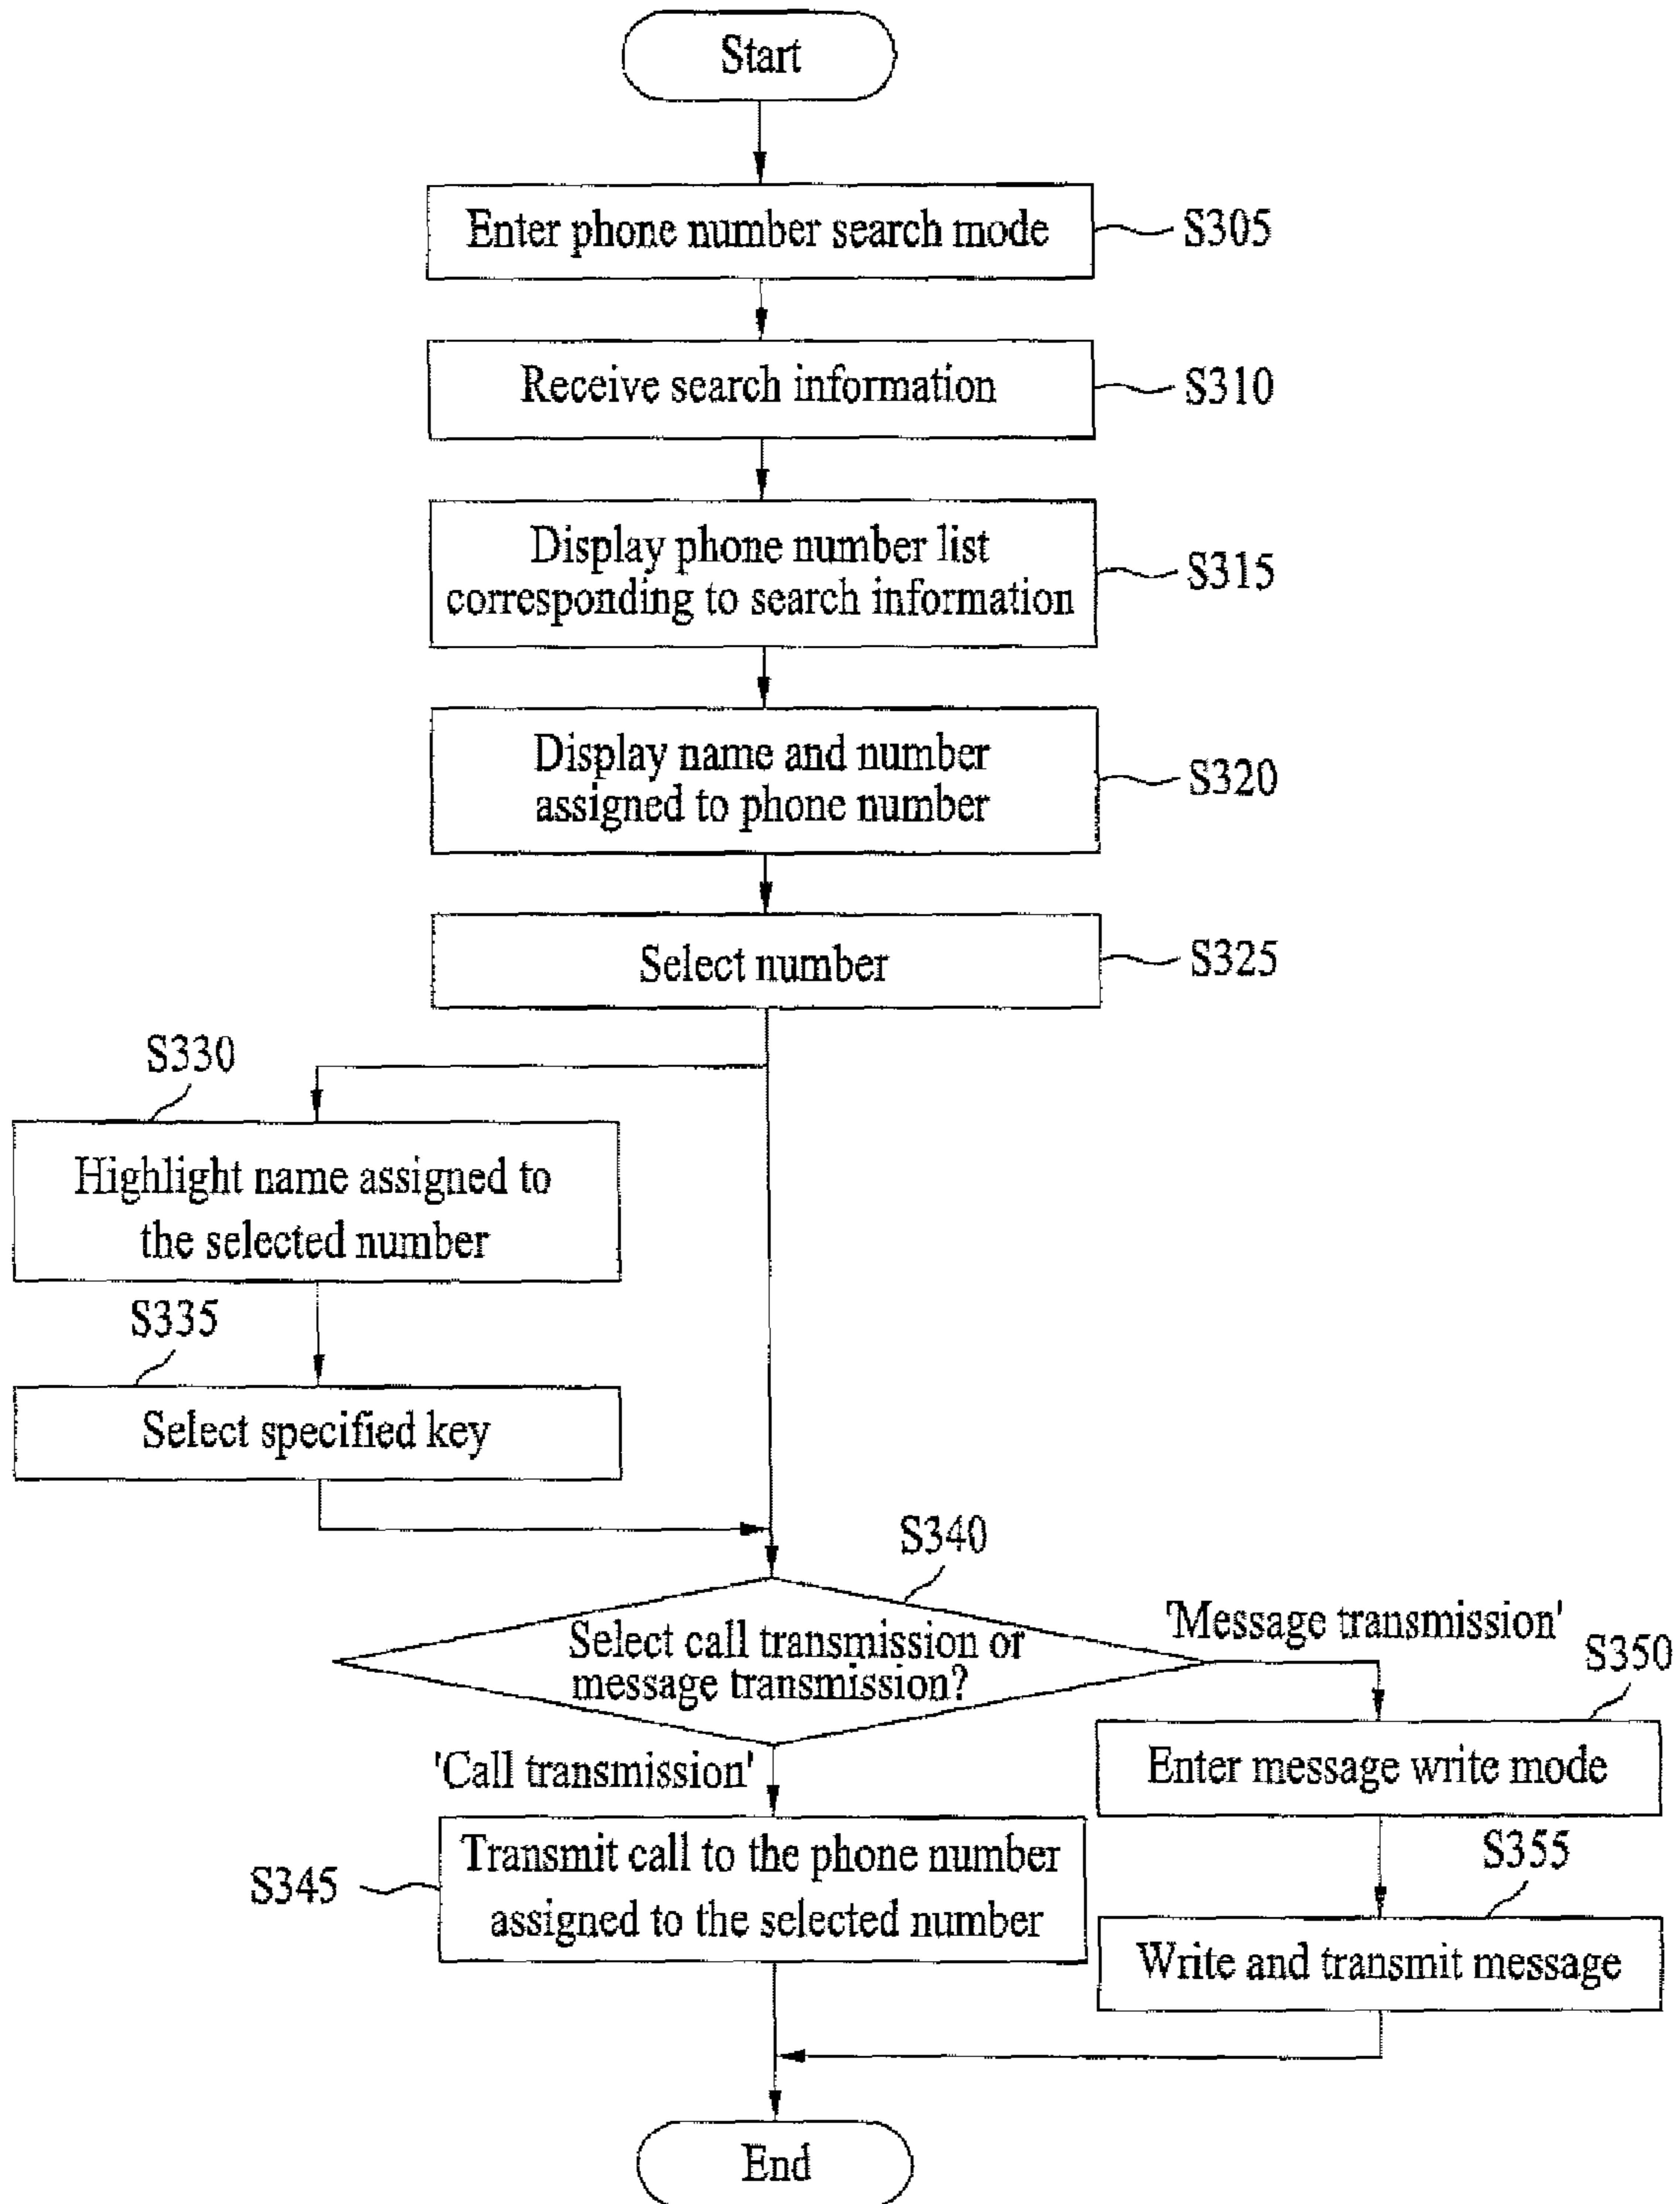 Start
Enter phone number search mode
S305
Receive search information
S310
Display phone number list
corresponding to search information
S315
Display name and number
assigned to phone number
S320
Select number
S325
S330
Highlight name assigned to
the selected number
S335
Select specified key
S340
Select call transmission or
message transmission?
'Message transmission'
S350
Enter message write mode
'Call transmission'
S345
Transmit call to the phone number
assigned to the selected number
S355
Write and transmit message
End